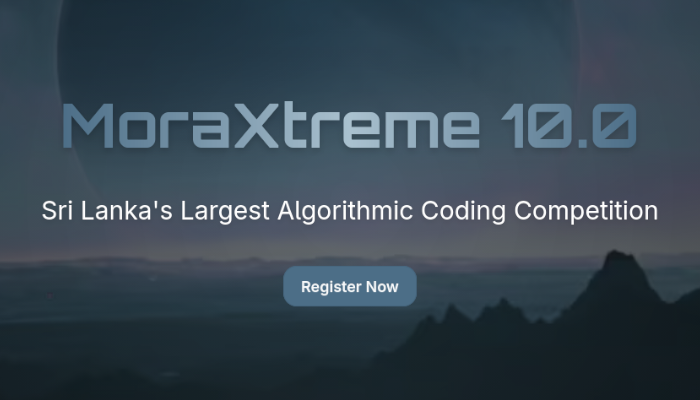 MoraXtreme 10.0
Sri Lanka's Largest Algorithmic Coding Competition
Register Now